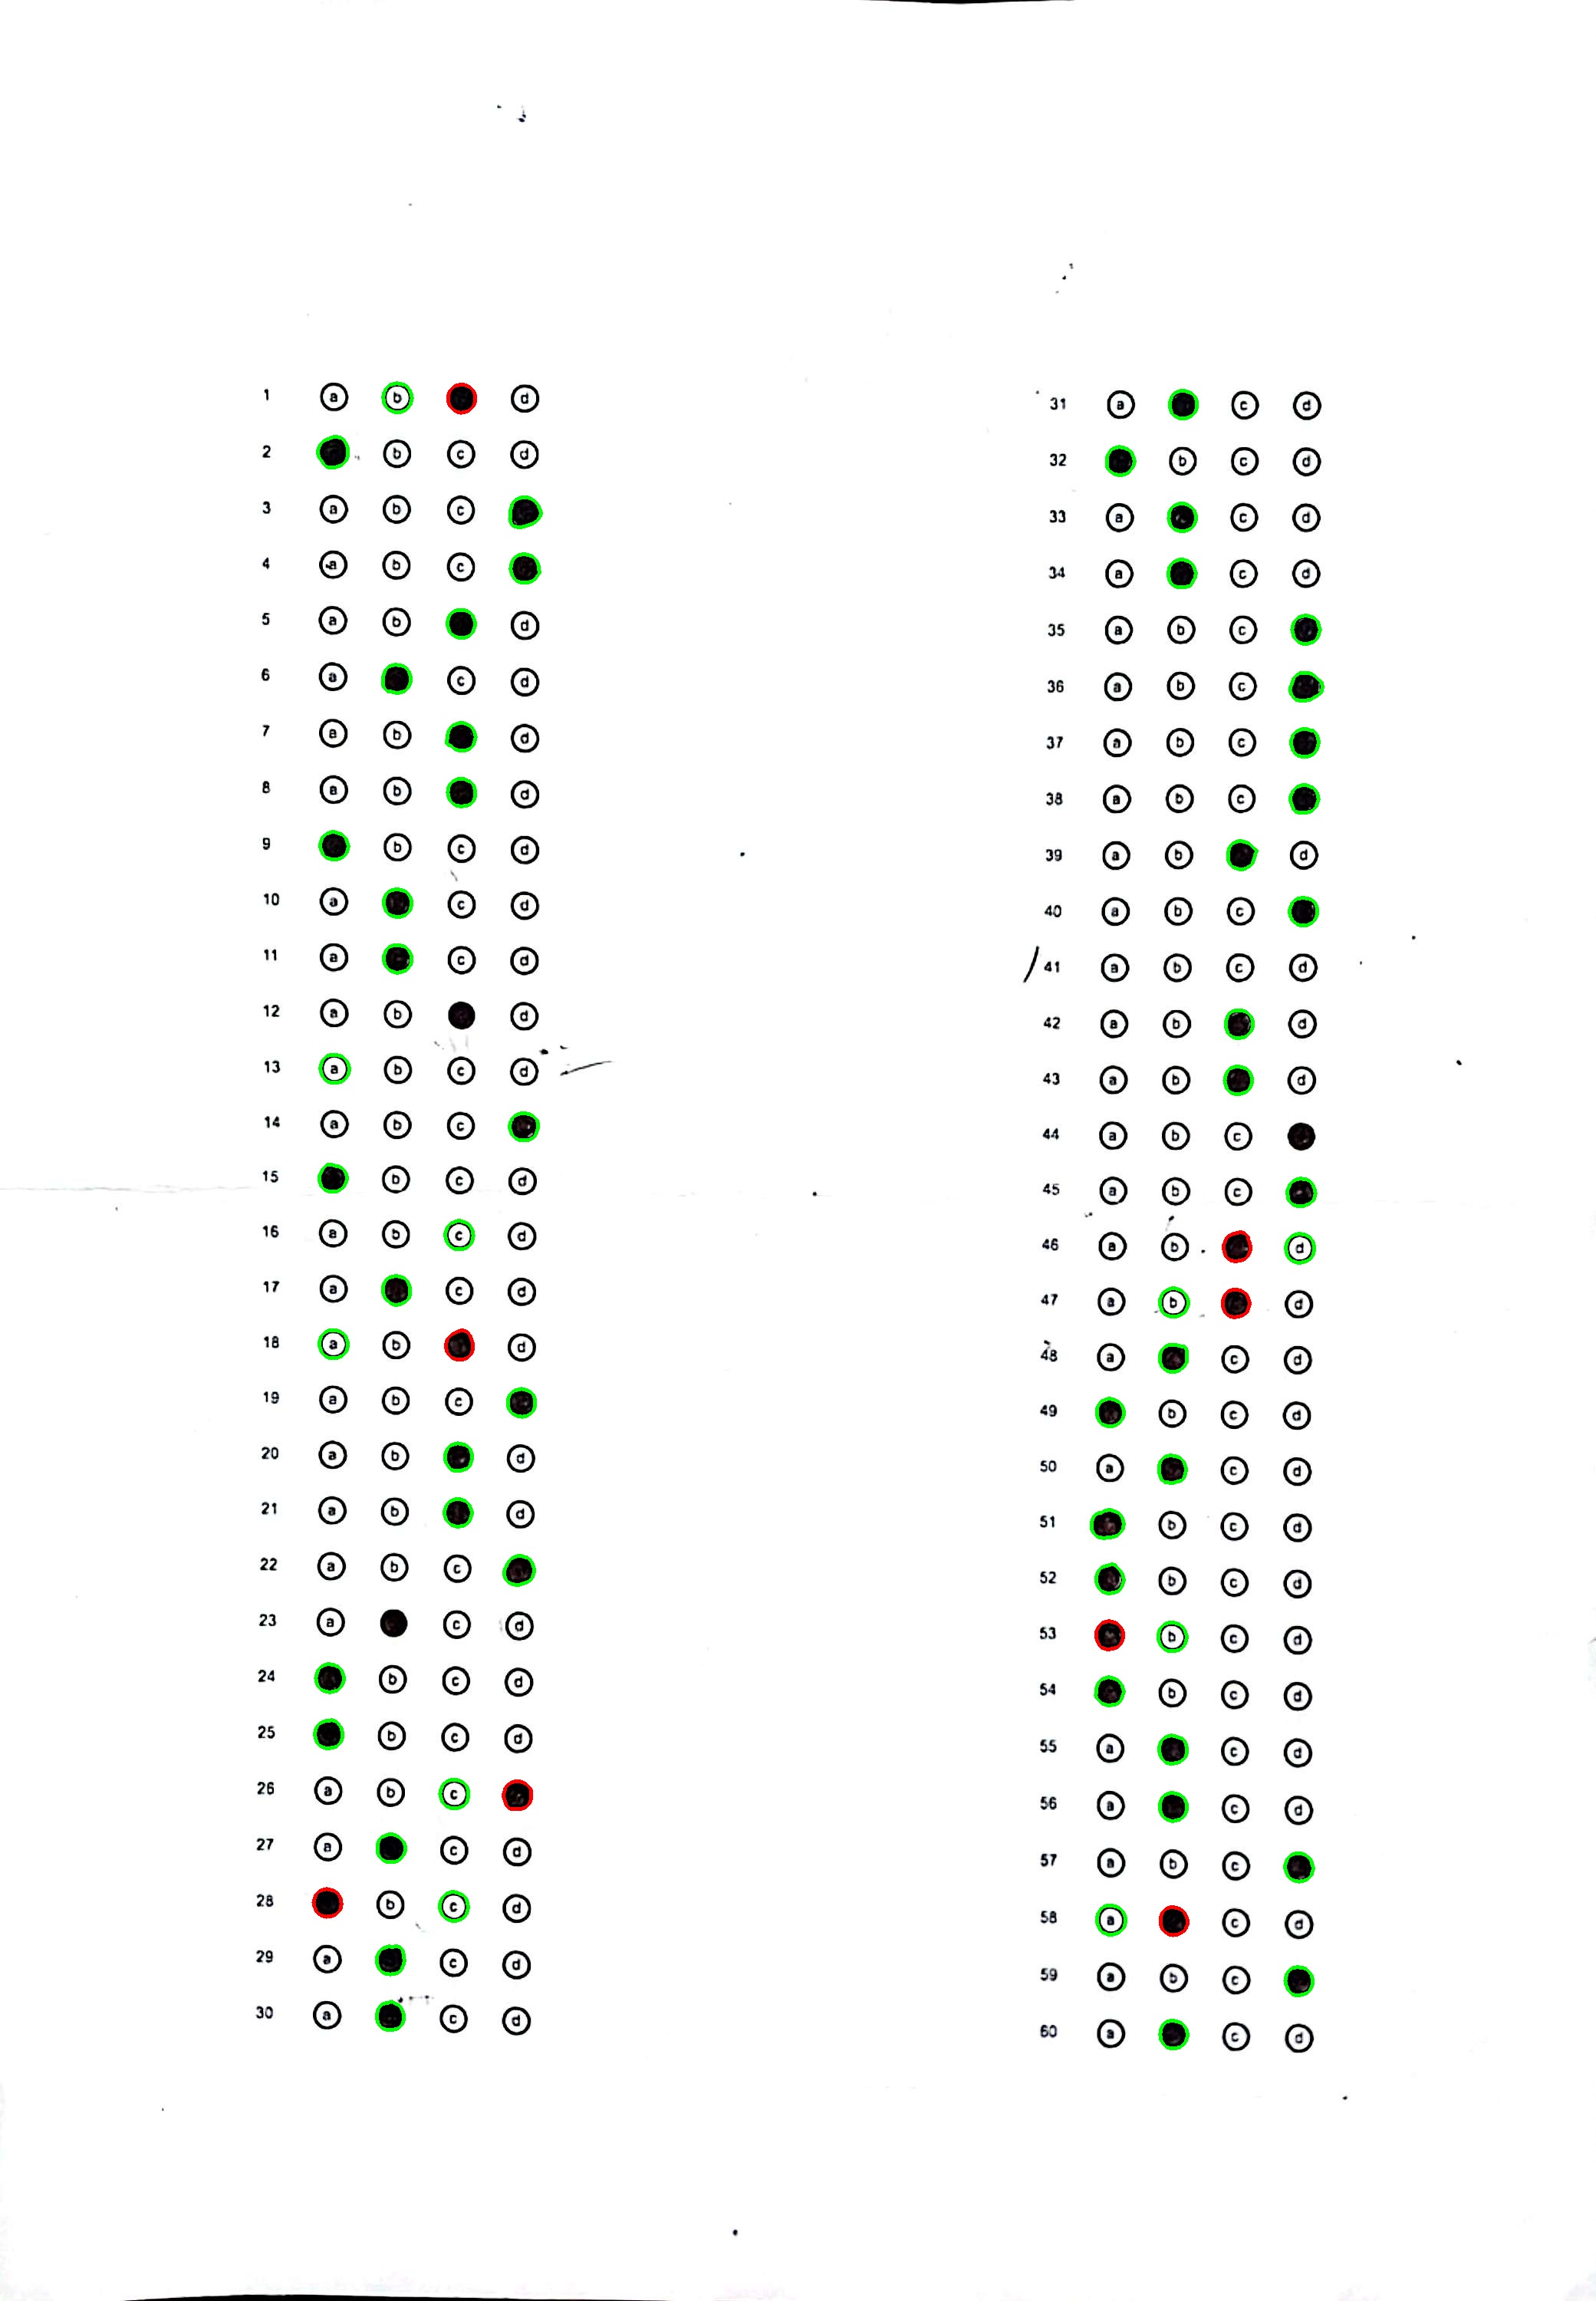 1 a b d
2 b c d
3 a b c
4 a b c
5 a b d
6 a c d
7 a b d
8 a b d
9 b c d
10 a c d
11 a c d
12 a b d
13 a b c d
14 a b c
15 b c d
16 a b c d
17 a c d
18 a b d
19 a b c
20 a b d
21 a b d
22 a b c
23 a c d
24 b c d
25 b c d
26 a b c
27 a c d
28 b c d
29 a c d
30 a c d
31 a c d
32 b c d
33 a c d
34 a c d
35 a b c
36 a b c
37 a b c
38 a b c
39 a b d
40 a b c
41 a b c d
42 a b d
43 a b d
44 a b c
45 a b c
46 a b d
47 a b d
48 a c d
49 b c d
50 a c d
51 b c d
52 b c d
53 b c d
54 b c d
55 a c d
56 a c d
57 a b c
58 a c d
59 a b c
60 a c d